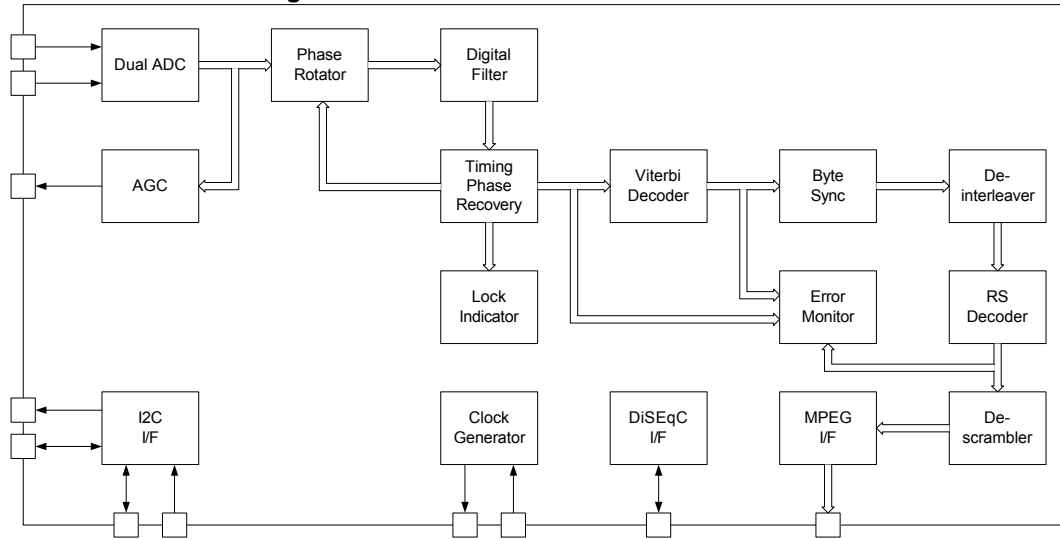 Dual ADC
Phase
Rotator
Digital
Filter
AGC
Timing
Phase
Recovery
Viterbi
Decoder
Byte
Sync
De-
interleaver
Lock
Indicator
Error
Monitor
RS
Decoder
I2C
I/F
Clock
Generator
DiSEqC
I/F
MPEG
I/F
De-
scrambler